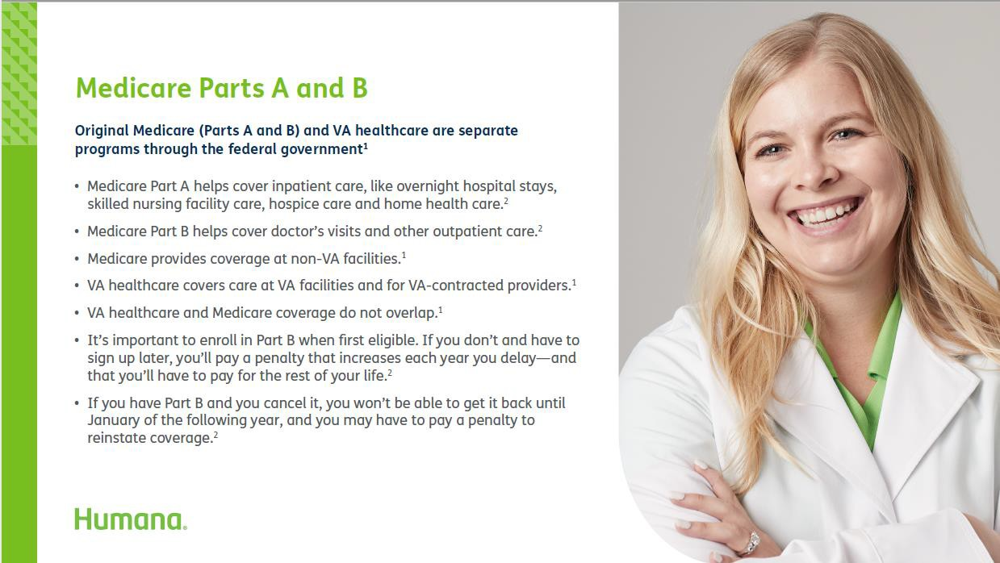 Medicare Parts A and B
Original Medicare (Parts A and B) and VA healthcare are separate
programs through the federal government¹
• Medicare Part A helps cover inpatient care, like overnight hospital stays,
skilled nursing facility care, hospice care and home health care.²
• Medicare Part B helps cover doctor’s visits and other outpatient care.²
• Medicare provides coverage at non-VA facilities.¹
• VA healthcare covers care at VA facilities and for VA-contracted providers.¹
• VA healthcare and Medicare coverage do not overlap.¹
• It’s important to enroll in Part B when first eligible. If you don’t and have to
sign up later, you’ll pay a penalty that increases each year you delay—and
that you’ll have to pay for the rest of your life.²
• If you have Part B and you cancel it, you won’t be able to get it back until
January of the following year, and you may have to pay a penalty to
reinstate coverage.²
Humana®